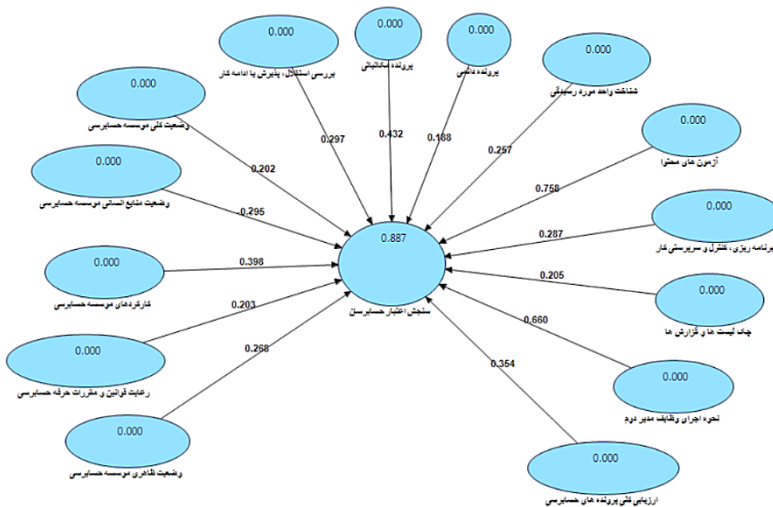 0.000
بررسی استقلال، پذیرش یا ادامه کار
0.000
پرونده مکاتباتی
0.000
پرونده دائمی
0.000
شناخت واحد مورد رسیدگی
0.000
وضعیت کلی موسسه حسابرسی
0.000
آزمون های محتوا
0.000
وضعیت منابع انسانی موسسه حسابرسی
0.000
برنامه ریزی، کنترل و سرپرستی کار
0.000
کارکردهای موسسه حسابرسی
0.000
چک لیست ها و گزارش ها
0.000
رعایت قوانین و مقررات حرفه حسابرسی
0.000
نحوه اجرای وظایف مدیر دوم
0.000
وضعیت ظاهری موسسه حسابرسی
0.000
ارزیابی کلی پرونده های حسابرسی
0.887
سنجش اعتبار حسابرسان
0.297
0.432
0.188
0.257
0.202
0.758
-0.295
0.287
0.398
0.205
0.203
0.660
0.268
0.354